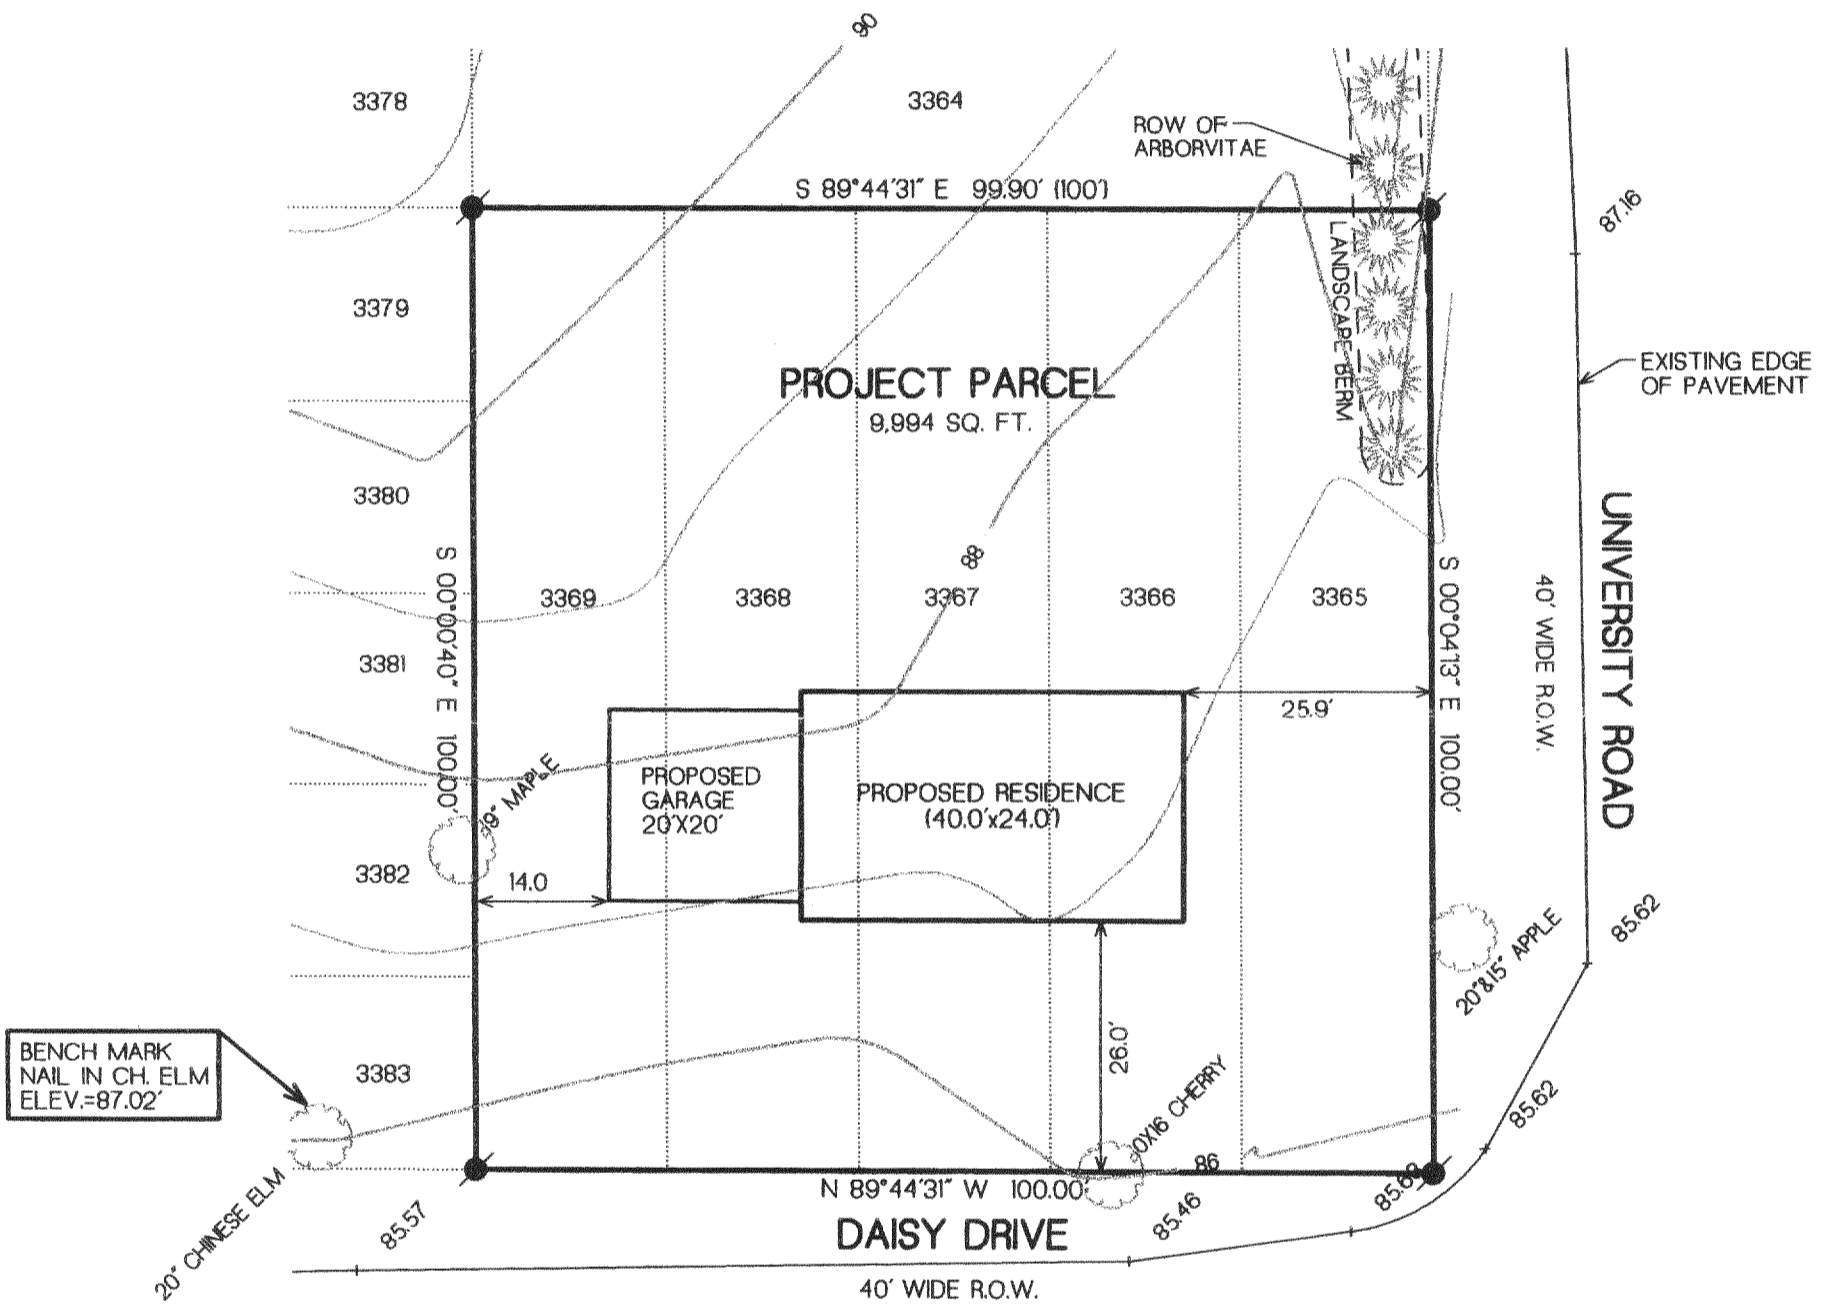 90
3378
3364
ROW OF
ARBORVITAE
S 89°44'31" E 99.90' (100')
87.16
LANDSCAPE BERM
3379
PROJECT PARCEL
9,994 SQ. FT.
EXISTING EDGE
OF PAVEMENT
3380
UNIVERSITY ROAD
40' WIDE R.O.W.
S 00°00'40" E 100.00'
S 00°04'13" E 100.00'
88
3369
3368
3367
3366
3365
3381
25.9'
MAPLE
PROPOSED
GARAGE
20'X20'
PROPOSED RESIDENCE
(40.0'x24.0')
3382
14.0
85.62
20"&15" APPLE
26.0'
BENCH MARK
NAIL IN CH. ELM
ELEV.=87.02'
3383
CHERRY
85.62
86
N 89°44'31" W 100.00'
20" CHINESE ELM
85.57
85.46
DAISY DRIVE
40' WIDE R.O.W.